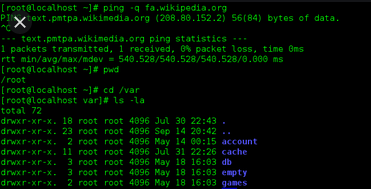 [root@localhost ~]# ping -q fa.wikipedia.org
PING text.pmtpa.wikimedia.org (208.80.152.2) 56(84) bytes of data.
^C
--- text.pmtpa.wikimedia.org ping statistics ---
1 packets transmitted, 1 received, 0% packet loss, time 0ms
rtt min/avg/max/mdev = 540.528/540.528/540.528/0.000 ms
[root@localhost ~]# pwd
/root
[root@localhost ~]# cd /var
[root@localhost var]# ls -la
total 72
drwxr-xr-x. 18 root root 4096 Jul 30 22:43 .
drwxr-xr-x. 23 root root 4096 Sep 14 20:42 ..
drwxr-xr-x. 2 root root 4096 May 14 00:15 account
drwxr-xr-x. 11 root root 4096 Jul 31 22:26 cache
drwxr-xr-x. 3 root root 4096 May 18 16:03 db
drwxr-xr-x. 3 root root 4096 May 18 16:03 empty
drwxr-xr-x. 2 root root 4096 May 18 16:03 games